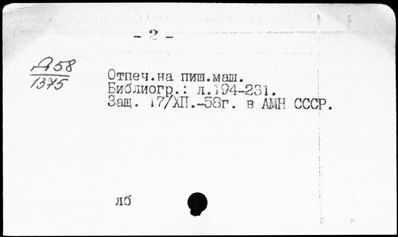 - 2 -
Д58
1375
Отпеч.на пиш.маш.
Библиогр.: л.194-231.
Защ. 17/XII.-58г. в АМН СССР.
лб